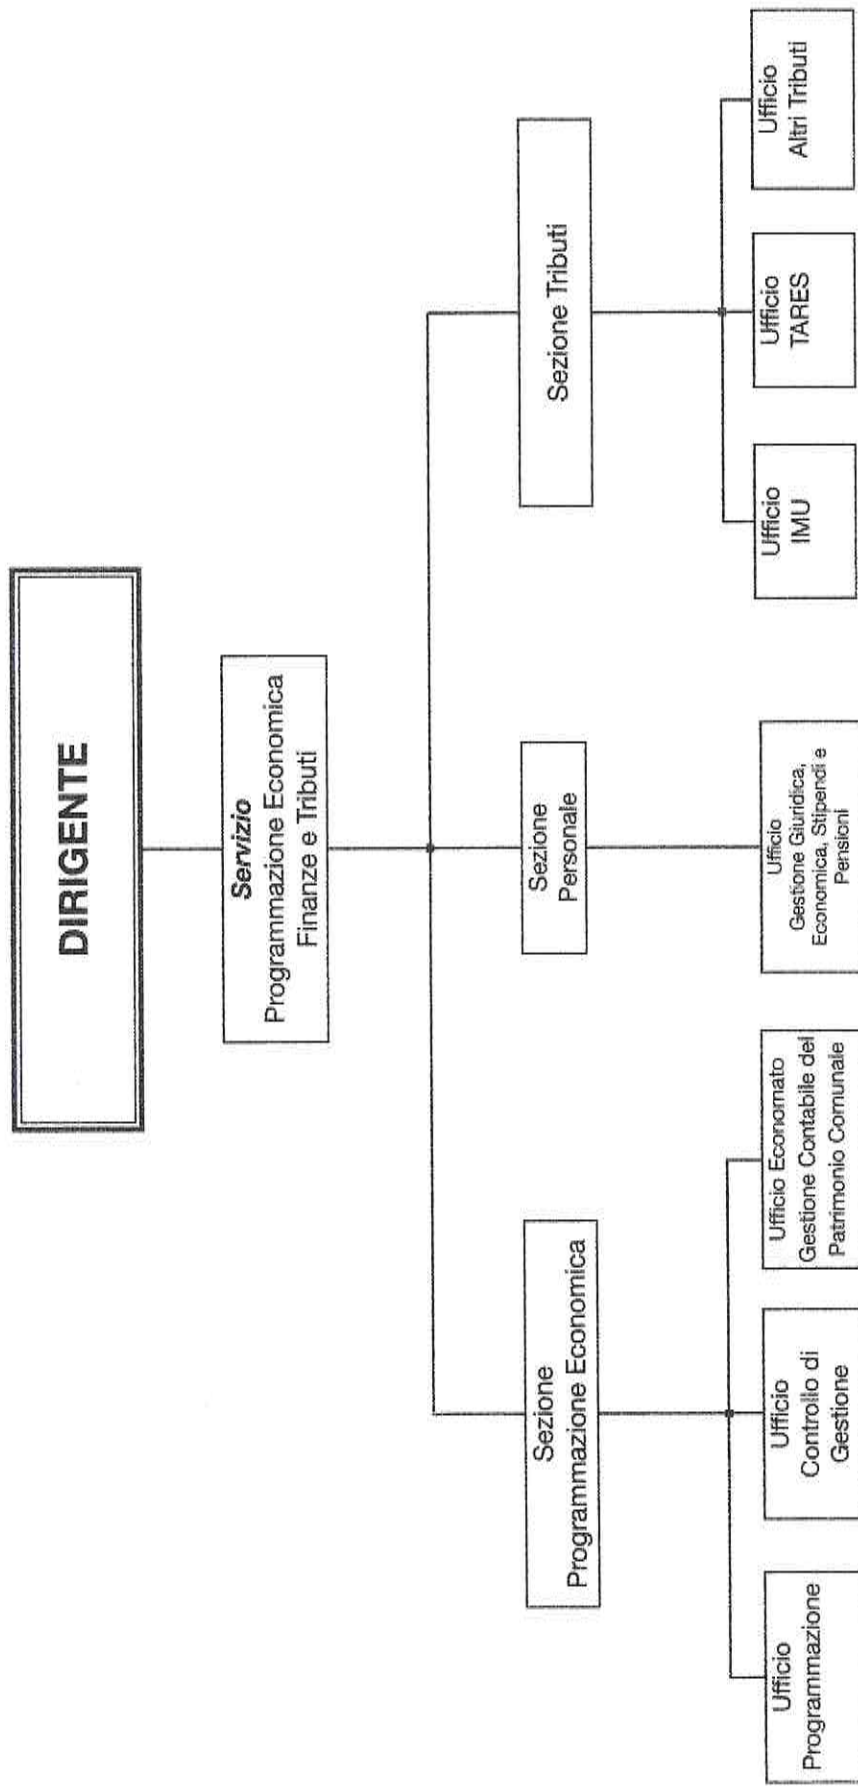 DIRIGENTE
Servizio
Programmazione Economica
Finanze e Tributi
Sezione
Programmazione Economica
Sezione
Personale
Sezione Tributi
Ufficio
Programmazione
Ufficio
Controllo di
Gestione
Ufficio Economato
Gestione Contabile del
Patrimonio Comunale
Ufficio
Gestione Giuridica,
Economica, Stipendi e
Pensioni
Ufficio
IMU
Ufficio
TARES
Ufficio
Altri Tributi